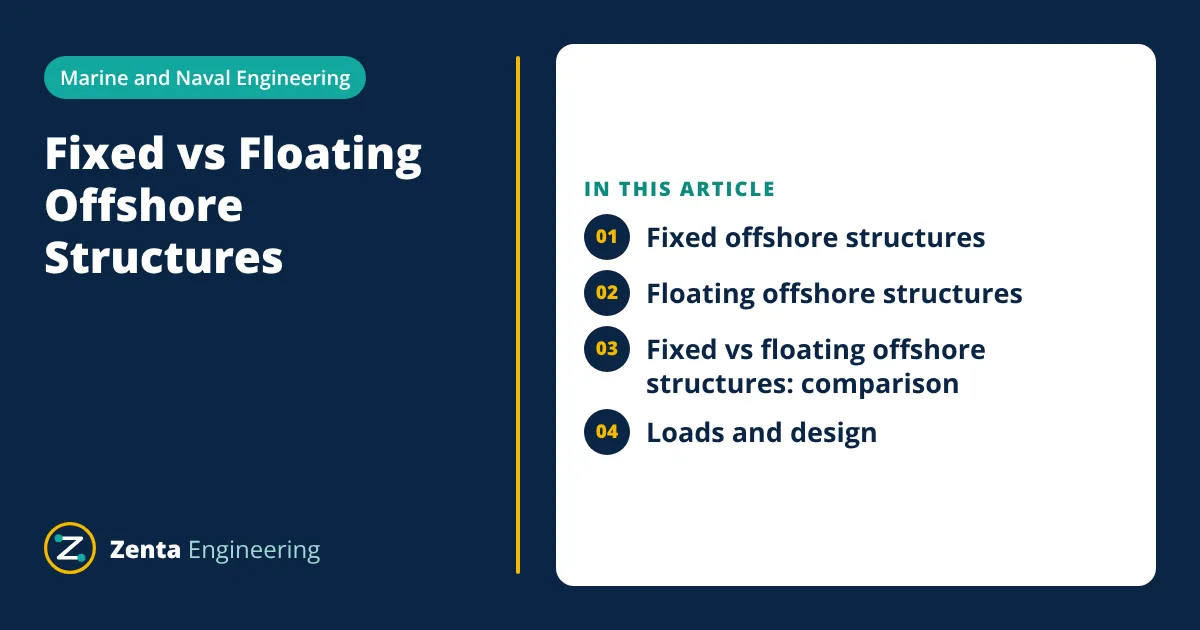 Marine and Naval Engineering
Fixed vs Floating
Offshore
Structures
Zenta Engineering
IN THIS ARTICLE
01 Fixed offshore structures
02 Floating offshore structures
03 Fixed vs floating offshore
structures: comparison
04 Loads and design